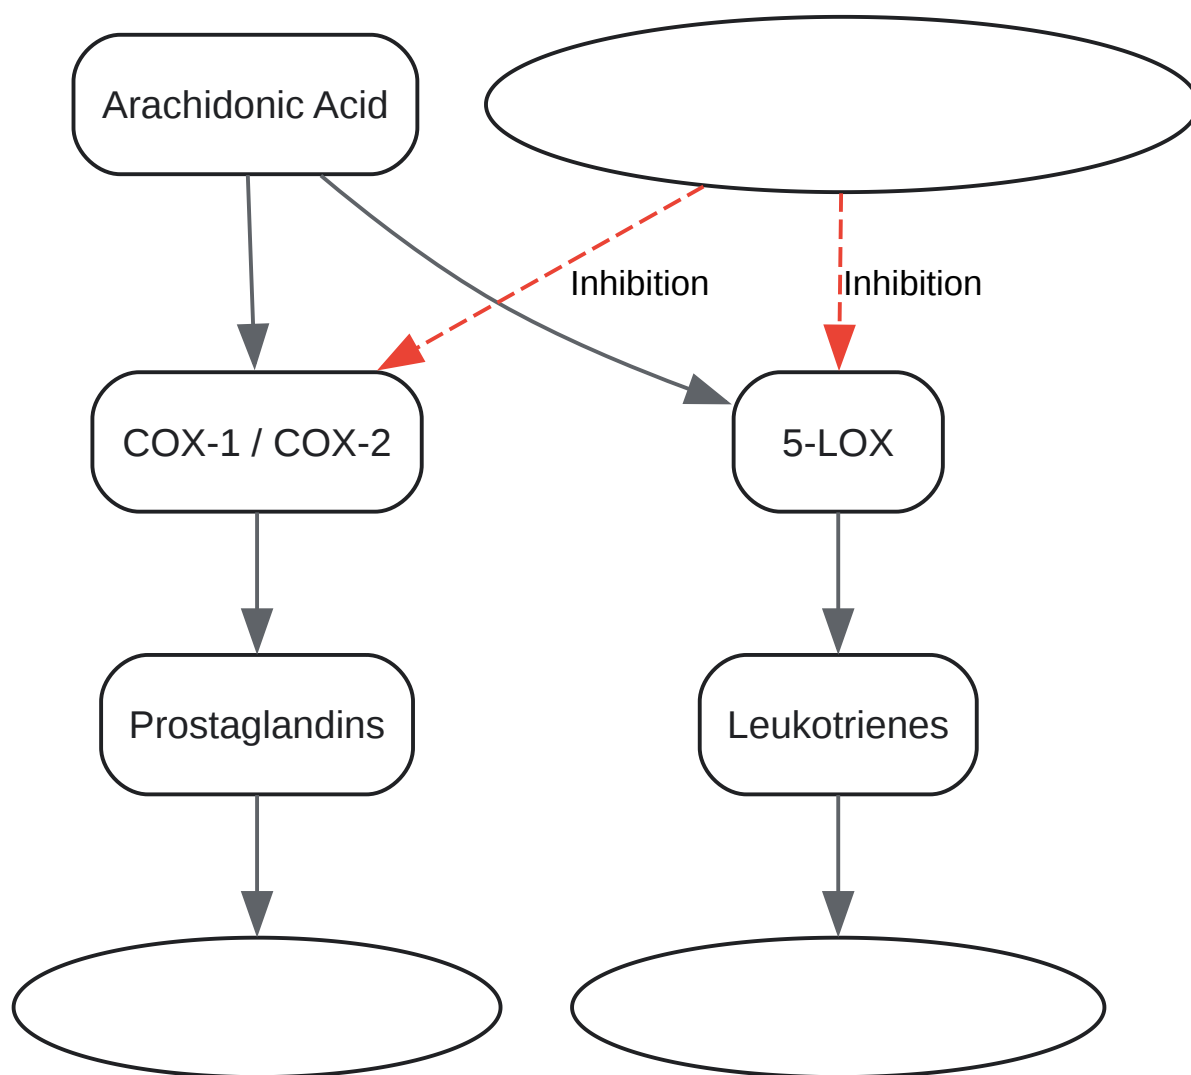 Arachidonic Acid
Inhibition
Inhibition
COX-1 / COX-2
5-LOX
Prostaglandins
Leukotrienes